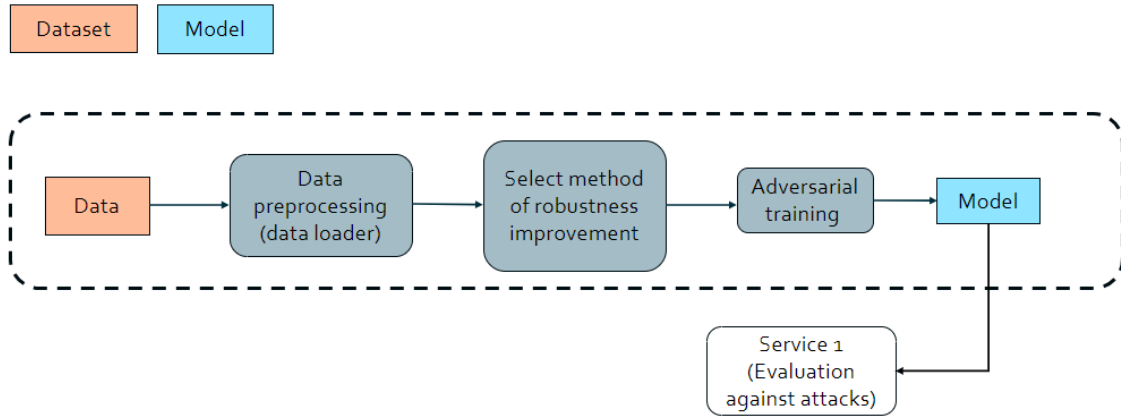 Dataset
Model
Data
Data
preprocessing
(data loader)
Select method
of robustness
improvement
Adversarial
training
Model
Service 1
(Evaluation
against attacks)